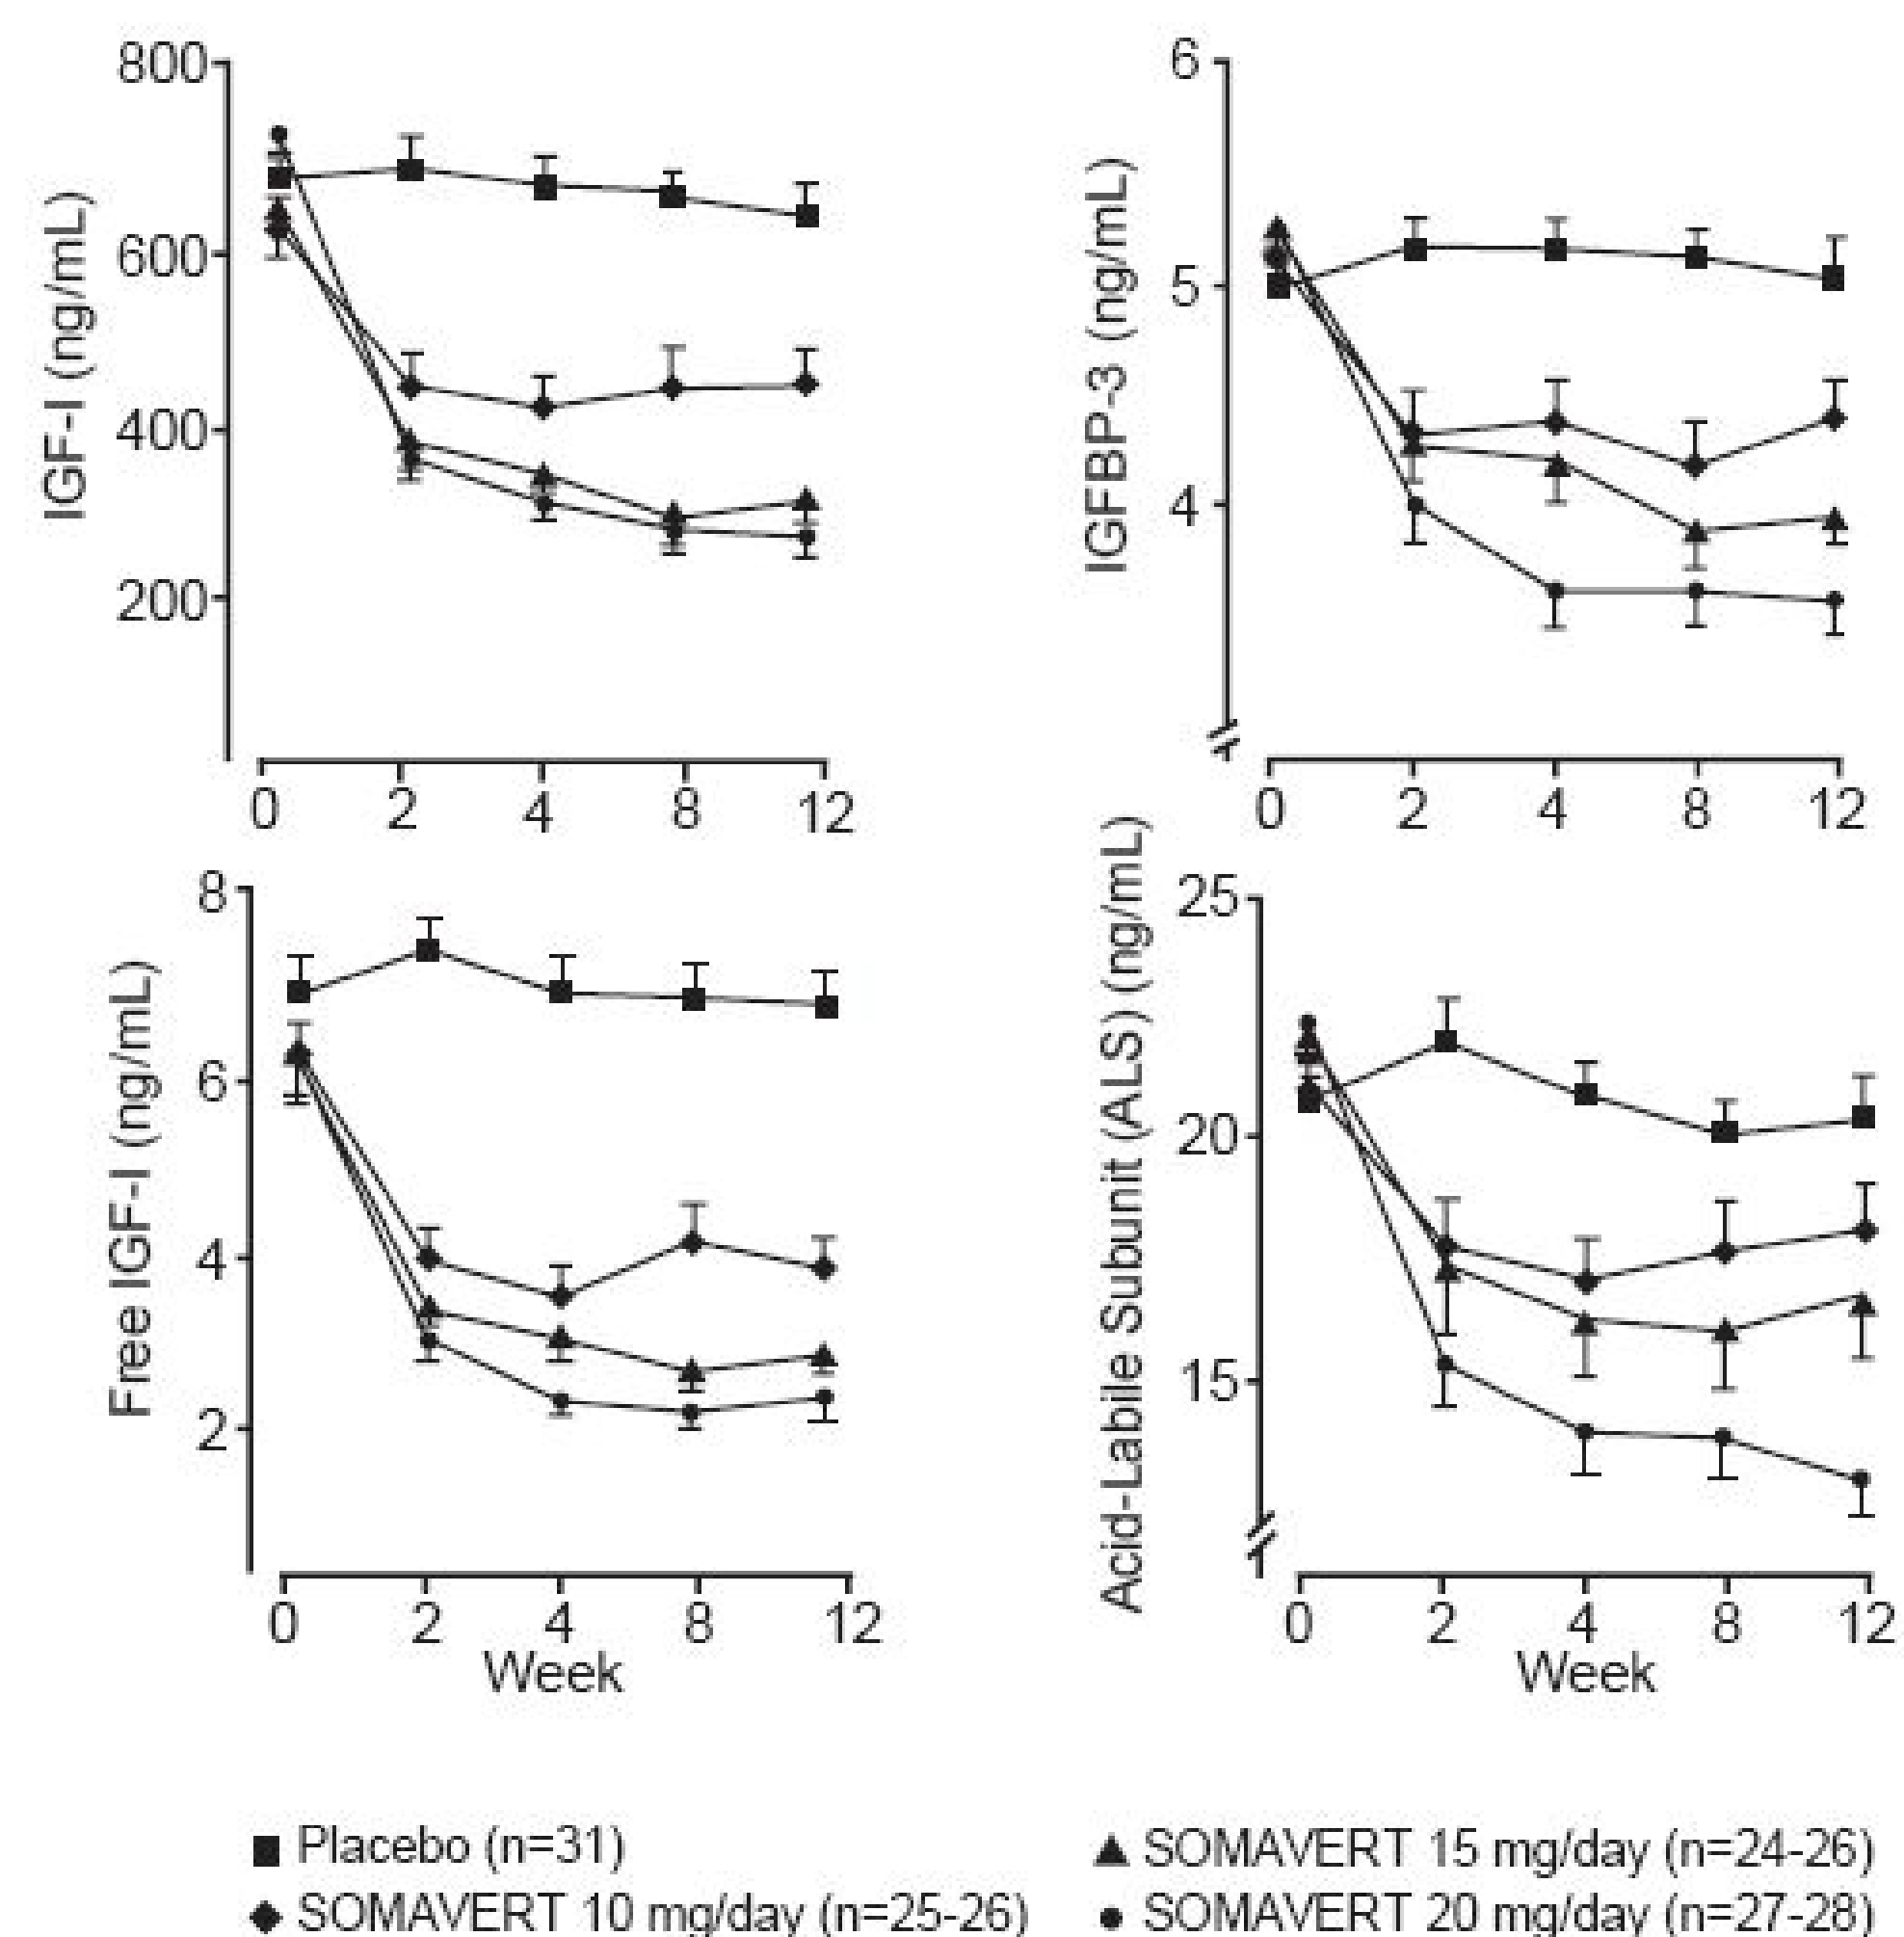 IGF-I (ng/mL)
800
600
400
200
0 2 4 8 12
IGFBP-3 (ng/mL)
6
5
4
0 2 4 8 12
Free IGF-I (ng/mL)
8
6
4
2
0 2 4 8 12
Week
Acid-Labile Subunit (ALS) (ng/mL)
25
20
15
0 2 4 8 12
Week
Placebo (n=31)
SOMAVERT 10 mg/day (n=25-26)
SOMAVERT 15 mg/day (n=24-26)
SOMAVERT 20 mg/day (n=27-28)